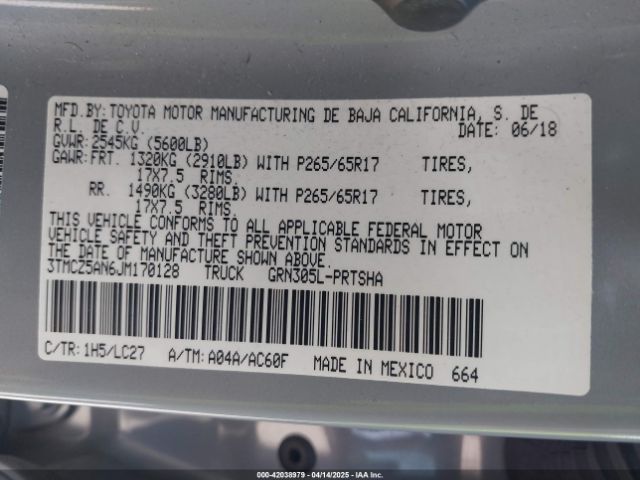 MFD.BY: TOYOTA MOTOR MANUFACTURING DE BAJA CALIFORNIA, S. DE
R.L. DE C.V. DATE: 06/18
GVWR: 2545KG (5600LB)
GAWR: FRT. 1320KG (2910LB) WITH P265/65R17 TIRES,
17X7.5 RIMS.
RR. 1490KG (3280LB) WITH P265/65R17 TIRES,
17X7.5 RIMS.
THIS VEHICLE CONFORMS TO ALL APPLICABLE FEDERAL MOTOR
VEHICLE SAFETY AND THEFT PREVENTION STANDARDS IN EFFECT ON
THE DATE OF MANUFACTURE SHOWN ABOVE.
3TMCZ5AN6JM170128 TRUCK GRN305L-PRTSHA
C/TR: 1H5/LC27 A/TM: A04A/AC60F MADE IN MEXICO 664
000-42038979 | 04/14/2025 | IAAI.CA